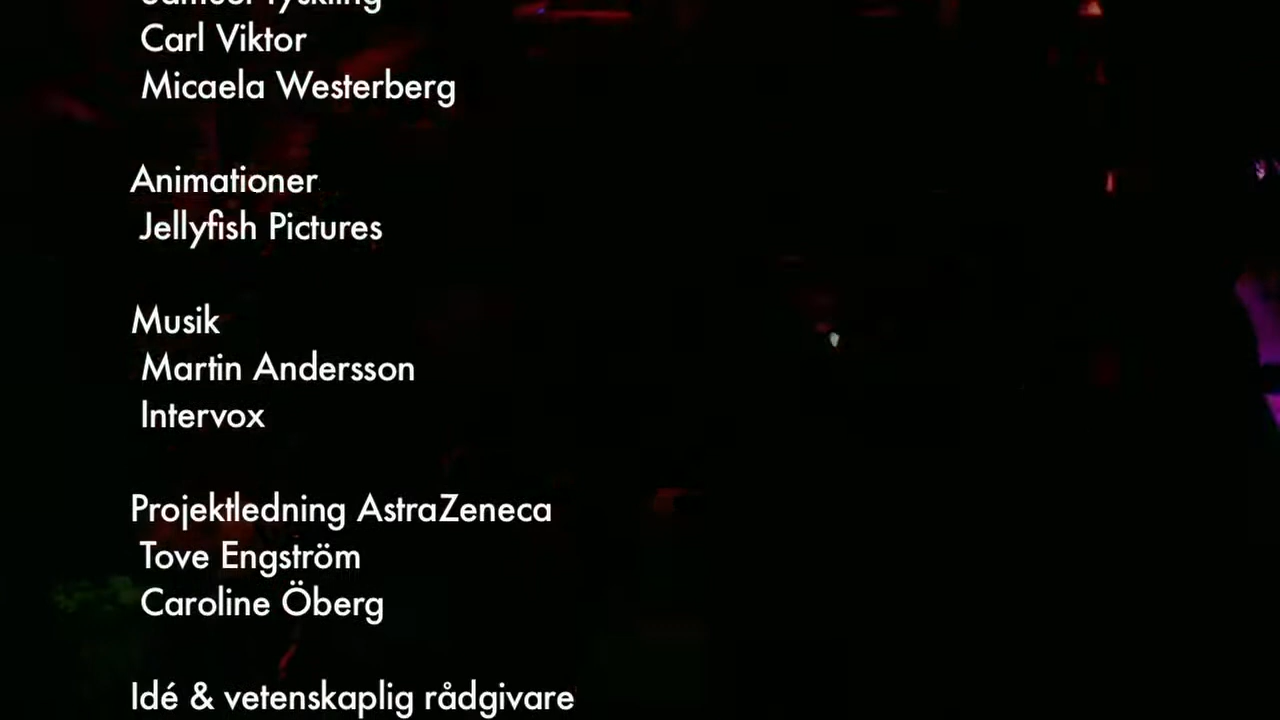 Carl Viktor
Micaela Westerberg
Animationer
Jellyfish Pictures
Musik
Martin Andersson
Intervox
Projektledning AstraZeneca
Tove Engström
Caroline Öberg
Idé & vetenskaplig rådgivare